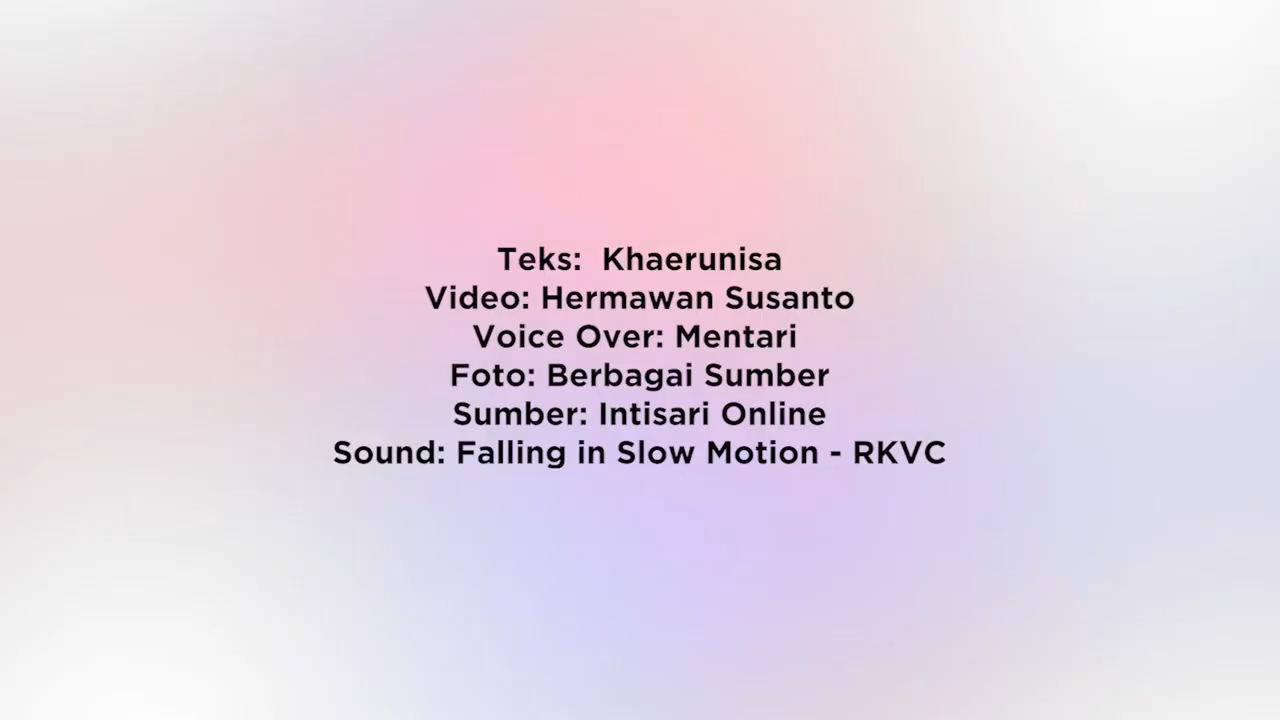 Teks: Khaerunisa
Video: Hermawan Susanto
Voice Over: Mentari
Foto: Berbagai Sumber
Sumber: Intisari Online
Sound: Falling in Slow Motion - RKVC